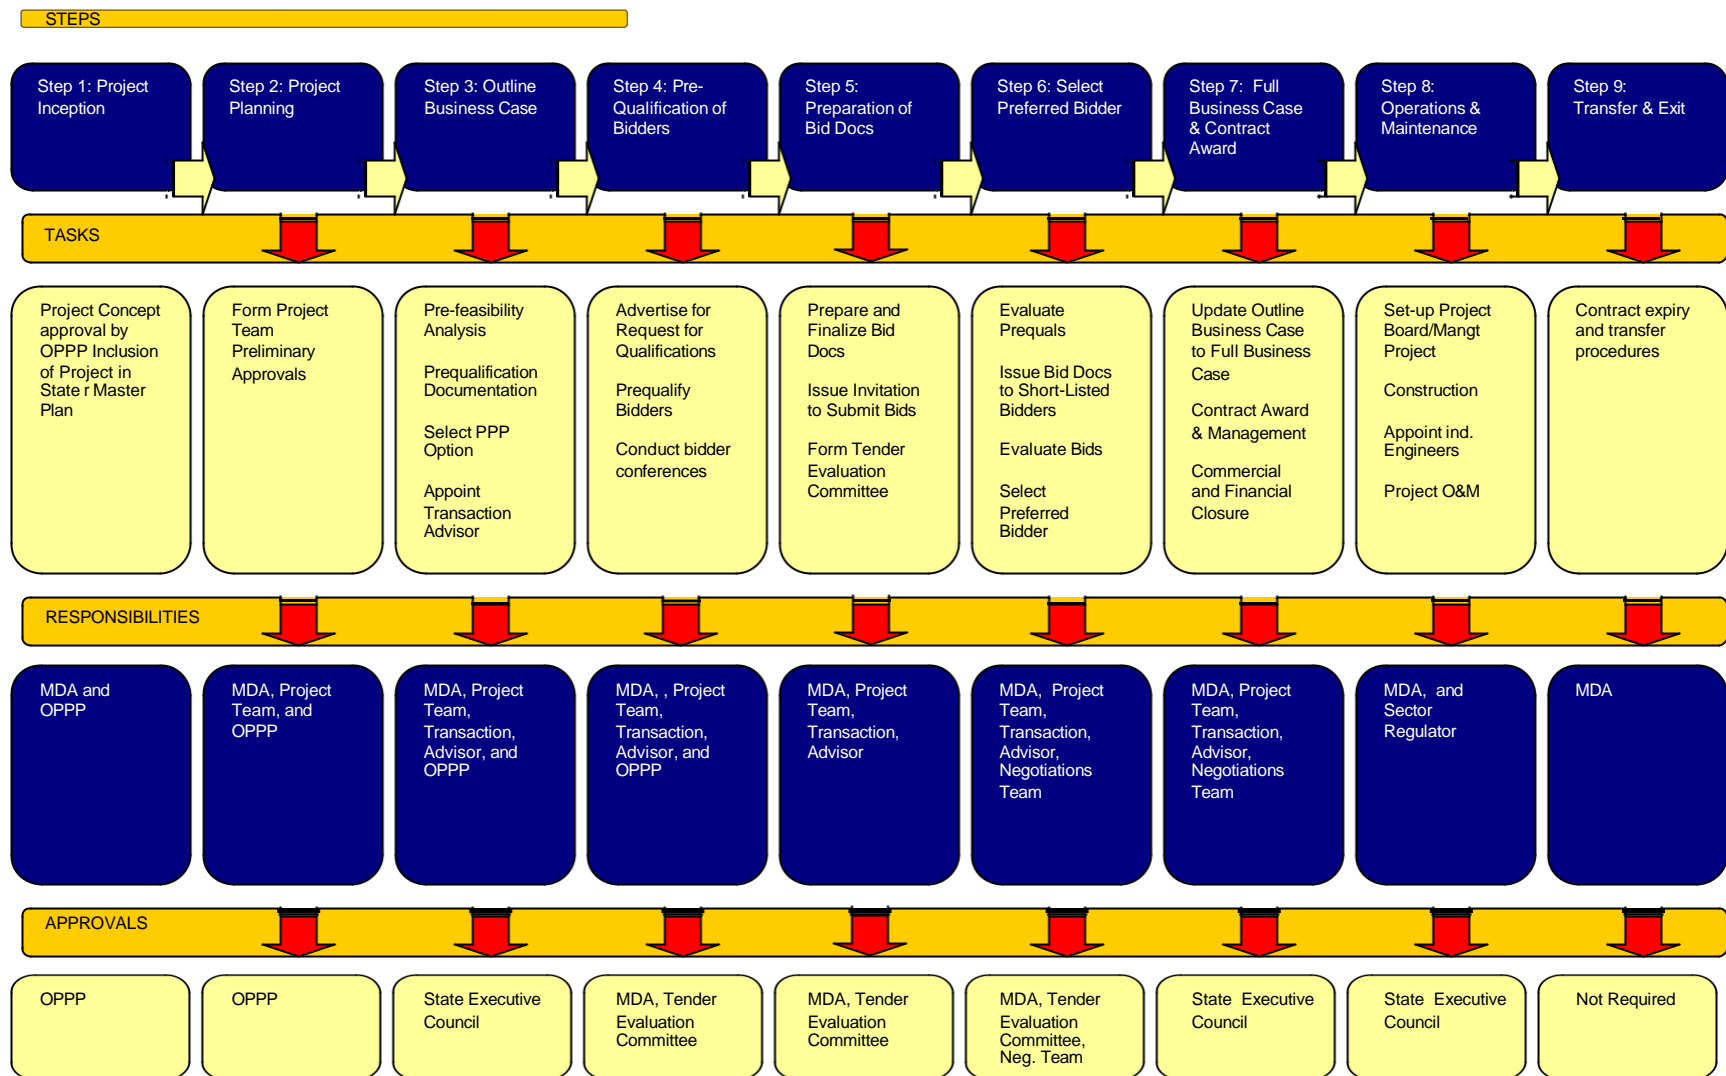 STEPS
Step 1: Project
Inception
Step 2: Project
Planning
Step 3: Outline
Business Case
Step 4: Pre-
Qualification of
Bidders
Step 5:
Preparation of
Bid Docs
Step 6: Select
Preferred Bidder
Step 7: Full
Business Case
& Contract
Award
Step 8:
Operations &
Maintenance
Step 9:
Transfer & Exit
TASKS
Project Concept
approval by
OPPP Inclusion
of Project in
State r Master
Plan
Form Project
Team
Preliminary
Approvals
Pre-feasibility
Analysis
Prequalification
Documentation
Select PPP
Option
Appoint
Transaction
Advisor
Advertise for
Request for
Qualifications
Prequalify
Bidders
Conduct bidder
conferences
Prepare and
Finalize Bid
Docs
Issue Invitation
to Submit Bids
Form Tender
Evaluation
Committee
Evaluate
Prequals
Issue Bid Docs
to Short-Listed
Bidders
Evaluate Bids
Select
Preferred
Bidder
Update Outline
Business Case
to Full Business
Case
Contract Award
& Management
Commercial
and Financial
Closure
Set-up Project
Board/Mangt
Project
Construction
Appoint ind.
Engineers
Project O&M
Contract expiry
and transfer
procedures
RESPONSIBILITIES
MDA and
OPPP
MDA, Project
Team, and
OPPP
MDA, Project
Team,
Transaction,
Advisor, and
OPPP
MDA, , Project
Team,
Transaction,
Advisor, and
OPPP
MDA, Project
Team,
Transaction,
Advisor
MDA, Project
Team,
Transaction,
Advisor,
Negotiations
Team
MDA, Project
Team,
Transaction,
Advisor,
Negotiations
Team
MDA, and
Sector
Regulator
MDA
APPROVALS
OPPP
OPPP
State Executive
Council
MDA, Tender
Evaluation
Committee
MDA, Tender
Evaluation
Committee
MDA, Tender
Evaluation
Committee,
Neg. Team
State Executive
Council
State Executive
Council
Not Required